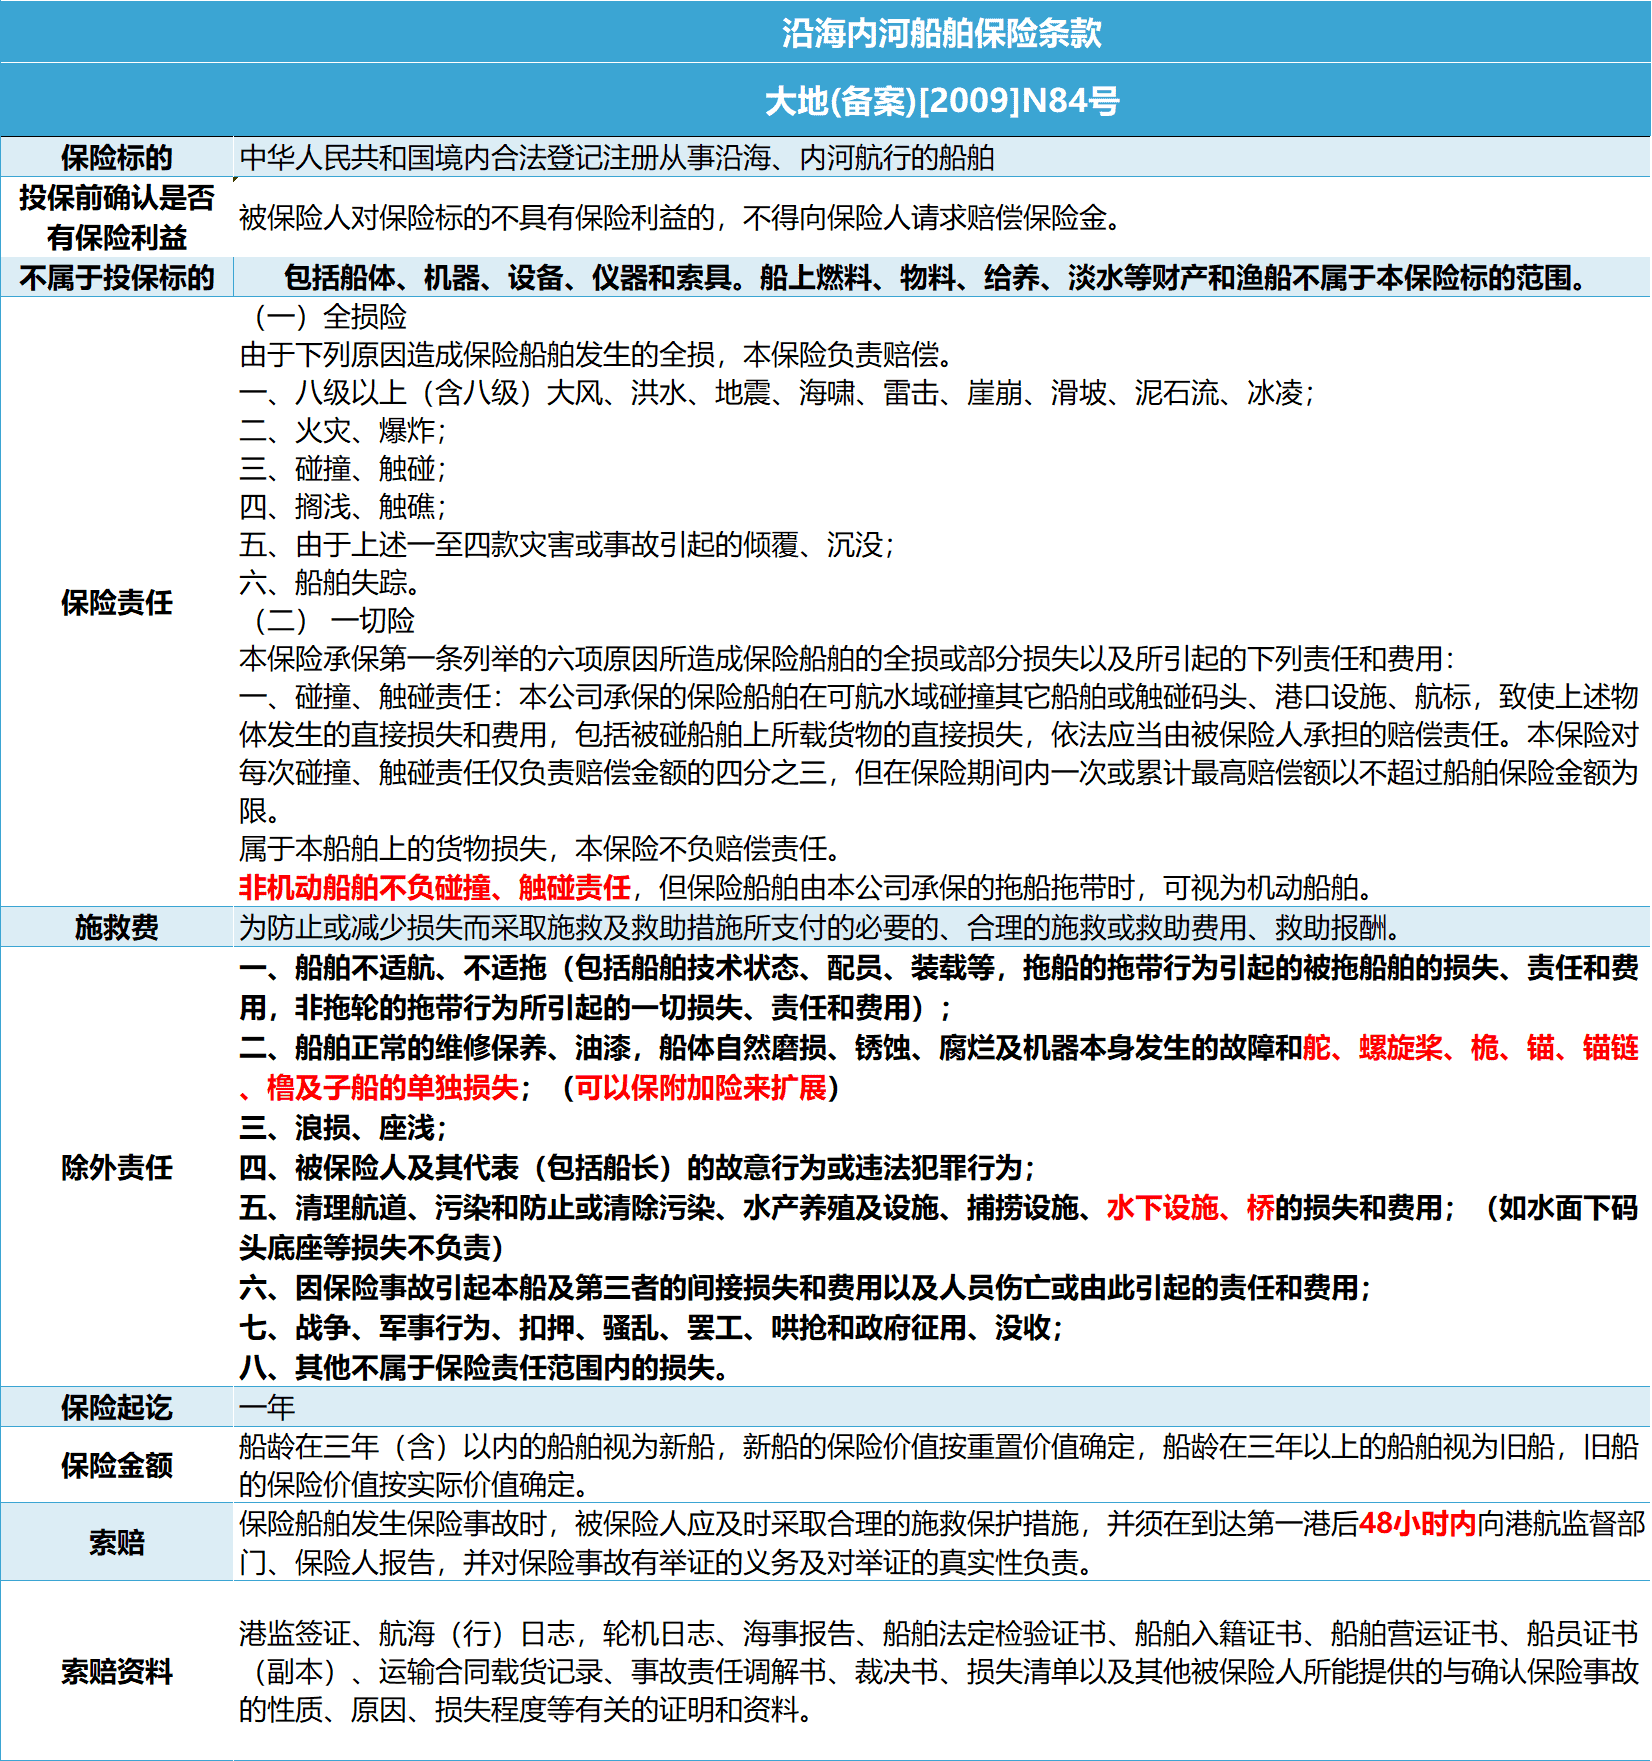 沿海内河船舶保险条款
大地(备案)[2009]N84号
保险标的
中华人民共和国境内合法登记注册从事沿海、内河航行的船舶
投保前确认是否
有保险利益
被保险人对保险标的不具有保险利益的，不得向保险人请求赔偿保险金。
不属于投保标的
包括船体、机器、设备、仪器和索具。船上燃料、物料、给养、淡水等财产和渔船不属于本保险标的范围。
保险责任
（一）全损险
由于下列原因造成保险船舶发生的全损，本保险负责赔偿。
一、八级以上（含八级）大风、洪水、地震、海啸、雷击、崖崩、滑坡、泥石流、冰凌；
二、火灾、爆炸；
三、碰撞、触碰；
四、搁浅、触礁；
五、由于上述一至四款灾害或事故引起的倾覆、沉没；
六、船舶失踪。
（二） 一切险
本保险承保第一条列举的六项原因所造成保险船舶的全损或部分损失以及所引起的下列责任和费用：
一、碰撞、触碰责任：本公司承保的保险船舶在可航水域碰撞其它船舶或触碰码头、港口设施、航标，致使上述物
体发生的直接损失和费用，包括被碰船舶上所载货物的直接损失，依法应当由被保险人承担的赔偿责任。本保险对
每次碰撞、触碰责任仅负责赔偿金额的四分之三，但在保险期间内一次或累计最高赔偿额以不超过船舶保险金额为
限。
属于本船舶上的货物损失，本保险不负赔偿责任。
非机动船舶不负碰撞、触碰责任，但保险船舶由本公司承保的拖船拖带时，可视为机动船舶。
施救费
为防止或减少损失而采取施救及救助措施所支付的必要的、合理的施救或救助费用、救助报酬。
除外责任
一、船舶不适航、不适拖（包括船舶技术状态、配员、装载等，拖船的拖带行为引起的被拖船舶的损失、责任和费
用，非拖轮的拖带行为所引起的一切损失、责任和费用）；
二、船舶正常的维修保养、油漆，船体自然磨损、锈蚀、腐烂及机器本身发生的故障和舵、螺旋桨、桅、锚、锚链
、橹及子船的单独损失；（可以保附加险来扩展）
三、浪损、座浅；
四、被保险人及其代表（包括船长）的故意行为或违法犯罪行为；
五、清理航道、污染和防止或清除污染、水产养殖及设施、捕捞设施、水下设施、桥的损失和费用；（如水面下码
头底座等损失不负责）
六、因保险事故引起本船及第三者的间接损失和费用以及人员伤亡或由此引起的责任和费用；
七、战争、军事行为、扣押、骚乱、罢工、哄抢和政府征用、没收；
八、其他不属于保险责任范围内的损失。
保险起讫
一年
保险金额
船龄在三年（含）以内的船舶视为新船，新船的保险价值按重置价值确定，船龄在三年以上的船舶视为旧船，旧船
的保险价值按实际价值确定。
索赔
保险船舶发生保险事故时，被保险人应及时采取合理的施救保护措施，并须在到达第一港后48小时内向港航监督部
门、保险人报告，并对保险事故有举证的义务及对举证的真实性负责。
索赔资料
港监签证、航海（行）日志，轮机日志、海事报告、船舶法定检验证书、船舶入籍证书、船舶营运证书、船员证书
（副本）、运输合同载货记录、事故责任调解书、裁决书、损失清单以及其他被保险人所能提供的与确认保险事故
的性质、原因、损失程度等有关的证明和资料。